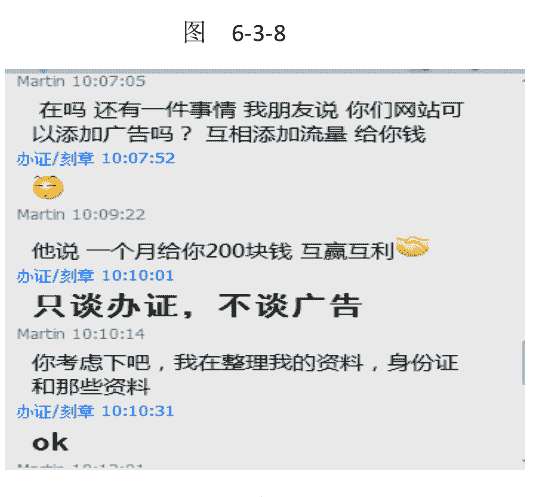 图 6-3-8
Martin 10:07:05
在吗 还有一件事情 我朋友说 你们网站可
以添加广告吗？ 互相添加流量 给你钱
办证/刻章 10:07:52
Martin 10:09:22
他说 一个月给你200块钱 互赢互利
办证/刻章 10:10:01
只谈办证，不谈广告
Martin 10:10:14
你考虑下吧，我在整理我的资料，身份证
和那些资料
办证/刻章 10:10:31
ok